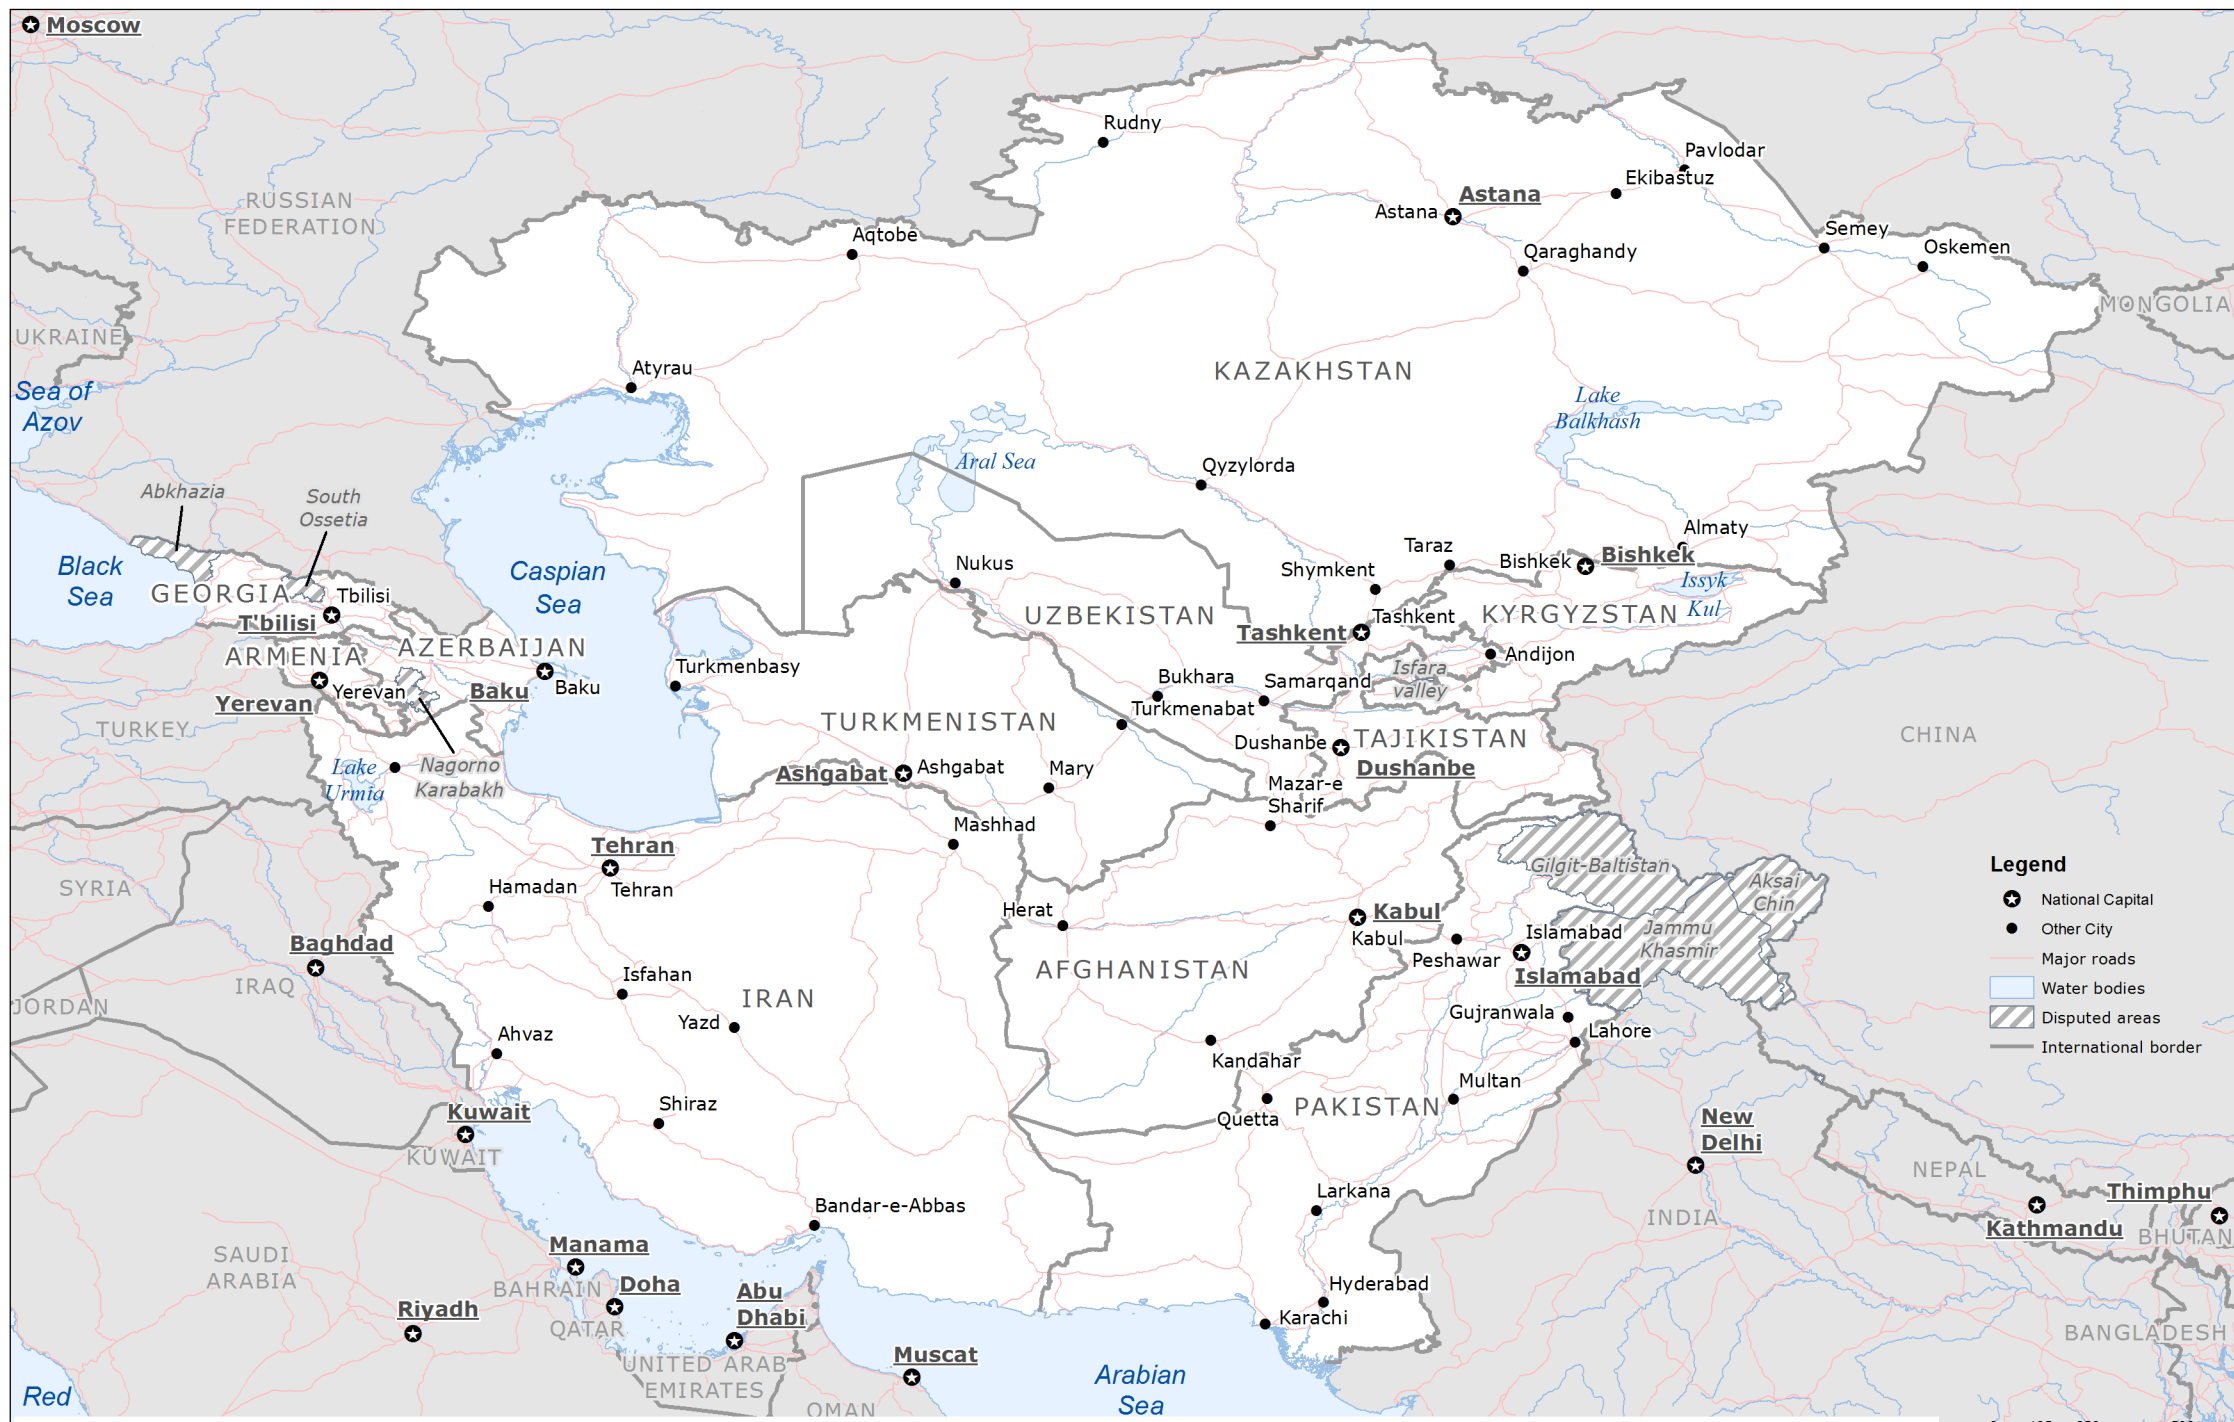 Moscow
Rudny
Pavlodar
Ekibastuz
Astana
Astana
RUSSIAN
FEDERATION
Aqtobe
Semey
Oskemen
Qaraghandy
MONGOLIA
UKRAINE
Atyrau
KAZAKHSTAN
Sea of
Azov
Lake
Balkhash
Aral Sea
Qyzylorda
Abkhazia
South
Ossetia
Almaty
Taraz
Bishkek
Bishkek
Black
Sea
Caspian
Sea
Nukus
Shymkent
Issyk
Kul
GEORGIA
Tbilisi
T'bilisi
UZBEKISTAN
Tashkent
Tashkent
KYRGYZSTAN
ARMENIA
AZERBAIJAN
Andijon
Turkmenbasy
Isfara
valley
Bukhara
Samarqand
Yerevan
Yerevan
Baku
Baku
Turkmenabat
TURKEY
TURKMENISTAN
CHINA
Dushanbe
TAJIKISTAN
Dushanbe
Lake
Urmia
Nagorno
Karabakh
Ashgabat
Ashgabat
Mary
Mazar-e
Sharif
Mashhad
Tehran
Tehran
Gilgit-Baltistan
Aksai
Chin
Legend
National Capital
Other City
Major roads
Water bodies
Disputed areas
International border
SYRIA
Hamadan
Herat
Kabul
Kabul
Islamabad
Islamabad
Jammu
Khasmir
Peshawar
Baghdad
IRAQ
AFGHANISTAN
Isfahan
IRAN
JORDAN
Yazd
Gujranwala
Lahore
Ahvaz
Kandahar
Multan
Quetta
PAKISTAN
Shiraz
Kuwait
KUWAIT
New
Delhi
NEPAL
Larkana
Thimphu
Kathmandu
BHUTAN
INDIA
Bandar-e-Abbas
SAUDI
ARABIA
Manama
BAHRAIN
Doha
QATAR
Abu
Dhabi
Hyderabad
Karachi
Riyadh
BANGLADESH
UNITED ARAB
EMIRATES
Muscat
OMAN
Arabian
Sea
Red